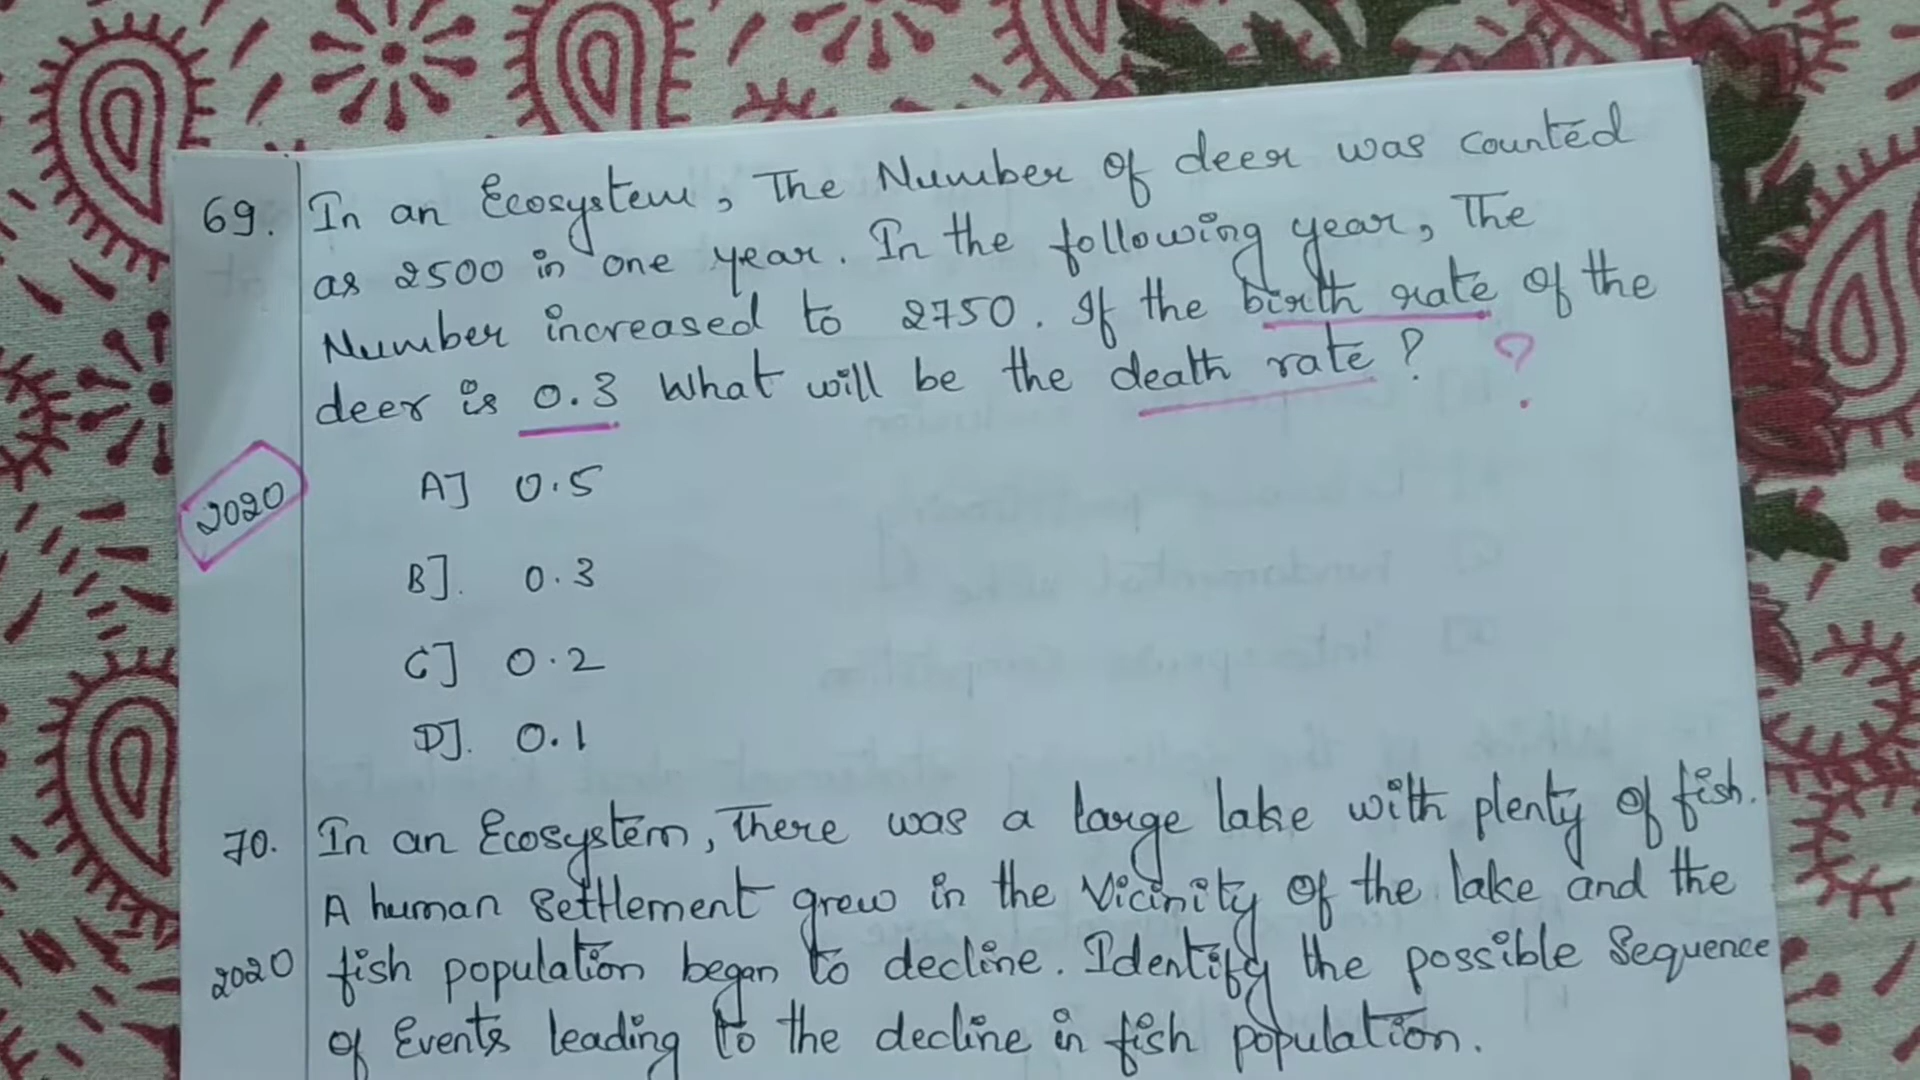 69. In an Ecosystem, The Number of deer was counted
as 2500 in one year. In the following year, The
Number increased to 2750. If the birth rate of the
deer is 0.3 What will be the death rate? ?
2020
A] 0.5
B]. 0.3
C] 0.2
D]. 0.1
70. In an Ecosystem, There was a large lake with plenty of fish.
A human Settlement grew in the Vicinity of the lake and the
2020 fish population began to decline. Identify the possible Sequence
of Events leading to the decline in fish population.